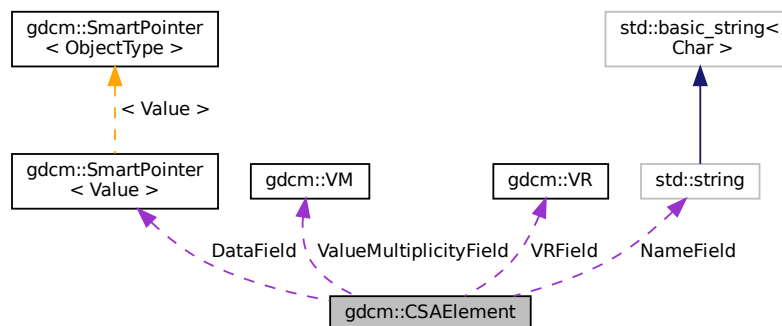 gdcm::SmartPointer
< ObjectType >
std::basic_string<
Char >
< Value >
gdcm::SmartPointer
< Value >
gdcm::VM
gdcm::VR
std::string
DataField
ValueMultiplicityField
VRField
NameField
gdcm::CSAElement